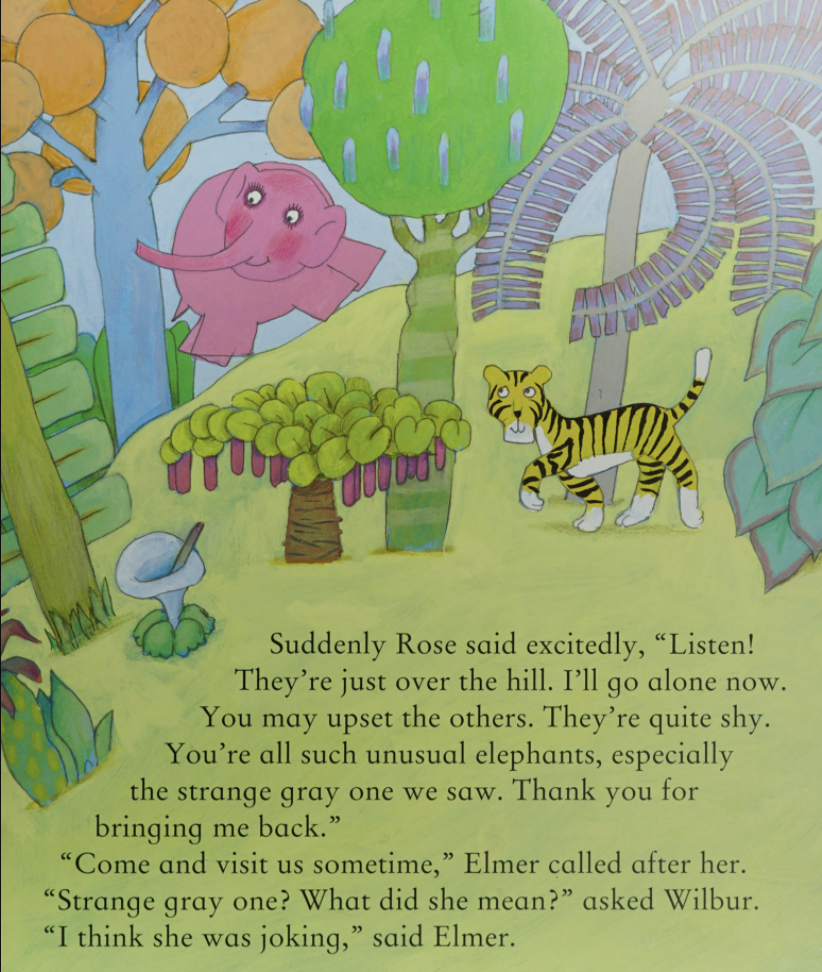 Suddenly Rose said excitedly, “Listen!
They’re just over the hill. I’ll go alone now.
You may upset the others. They’re quite shy.
You’re all such unusual elephants, especially
the strange gray one we saw. Thank you for
bringing me back.”
“Come and visit us sometime,” Elmer called after her.
“Strange gray one? What did she mean?” asked Wilbur.
“I think she was joking,” said Elmer.